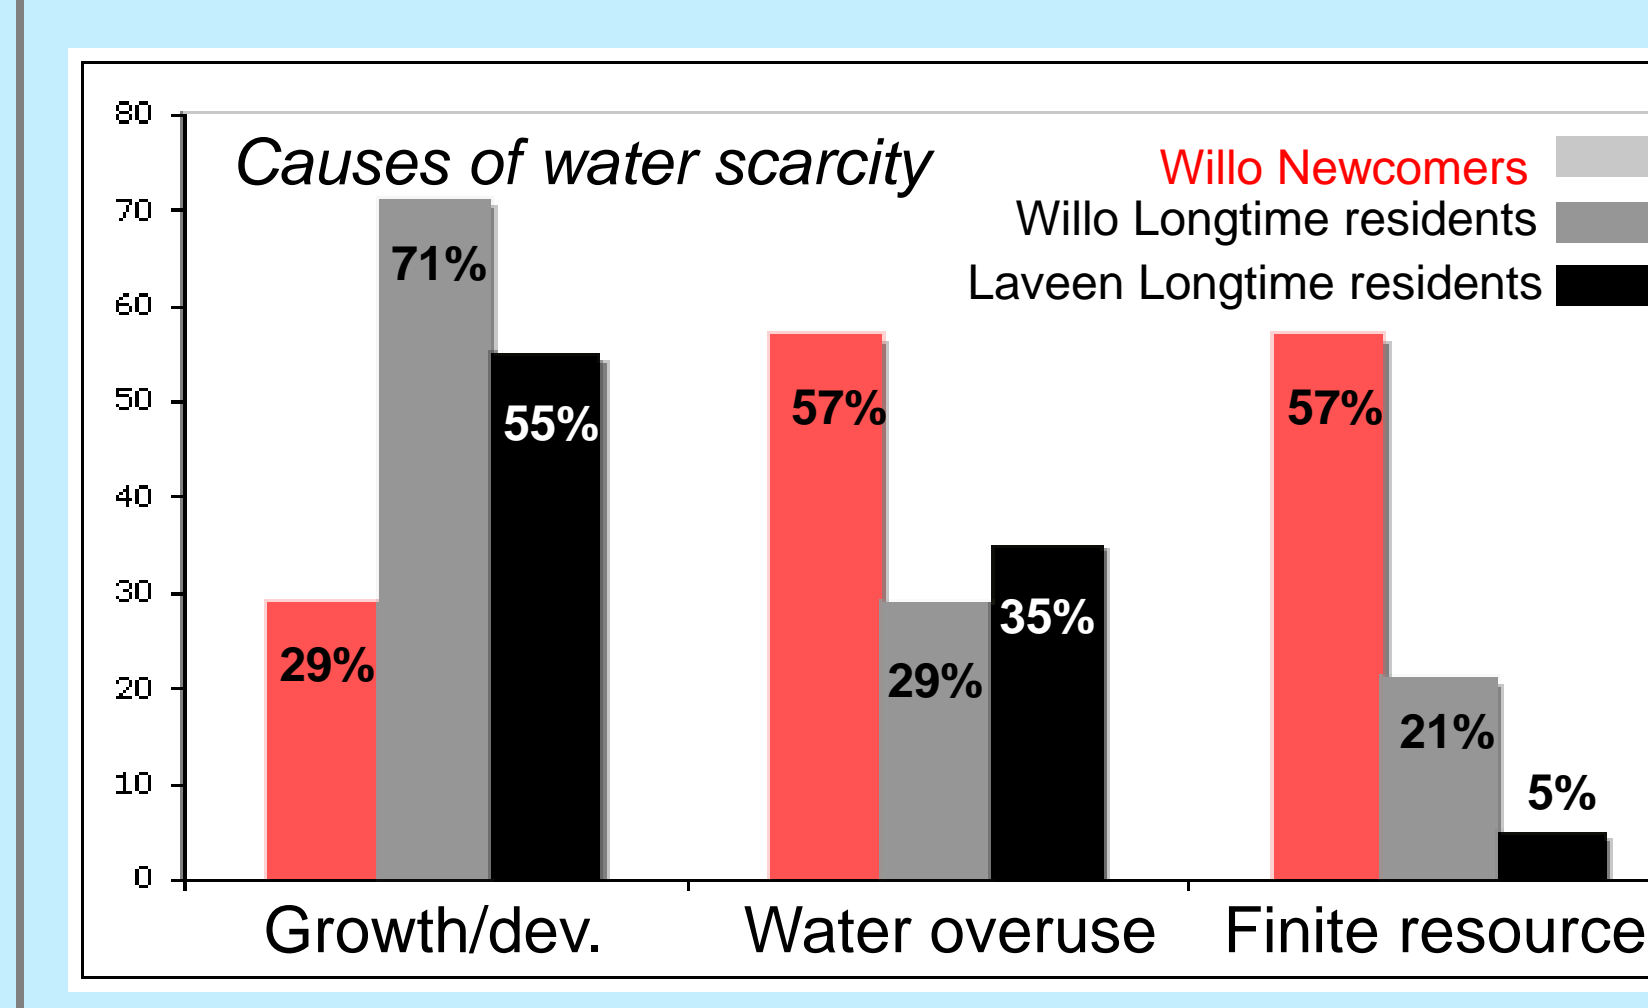 80
Causes of water scarcity
Willo Newcomers
70
Willo Longtime residents
71%
Laveen Longtime residents
60
50
55%
57%
57%
40
30
35%
29%
29%
20
21%
10
5%
0
Growth/dev.
Water overuse
Finite resource